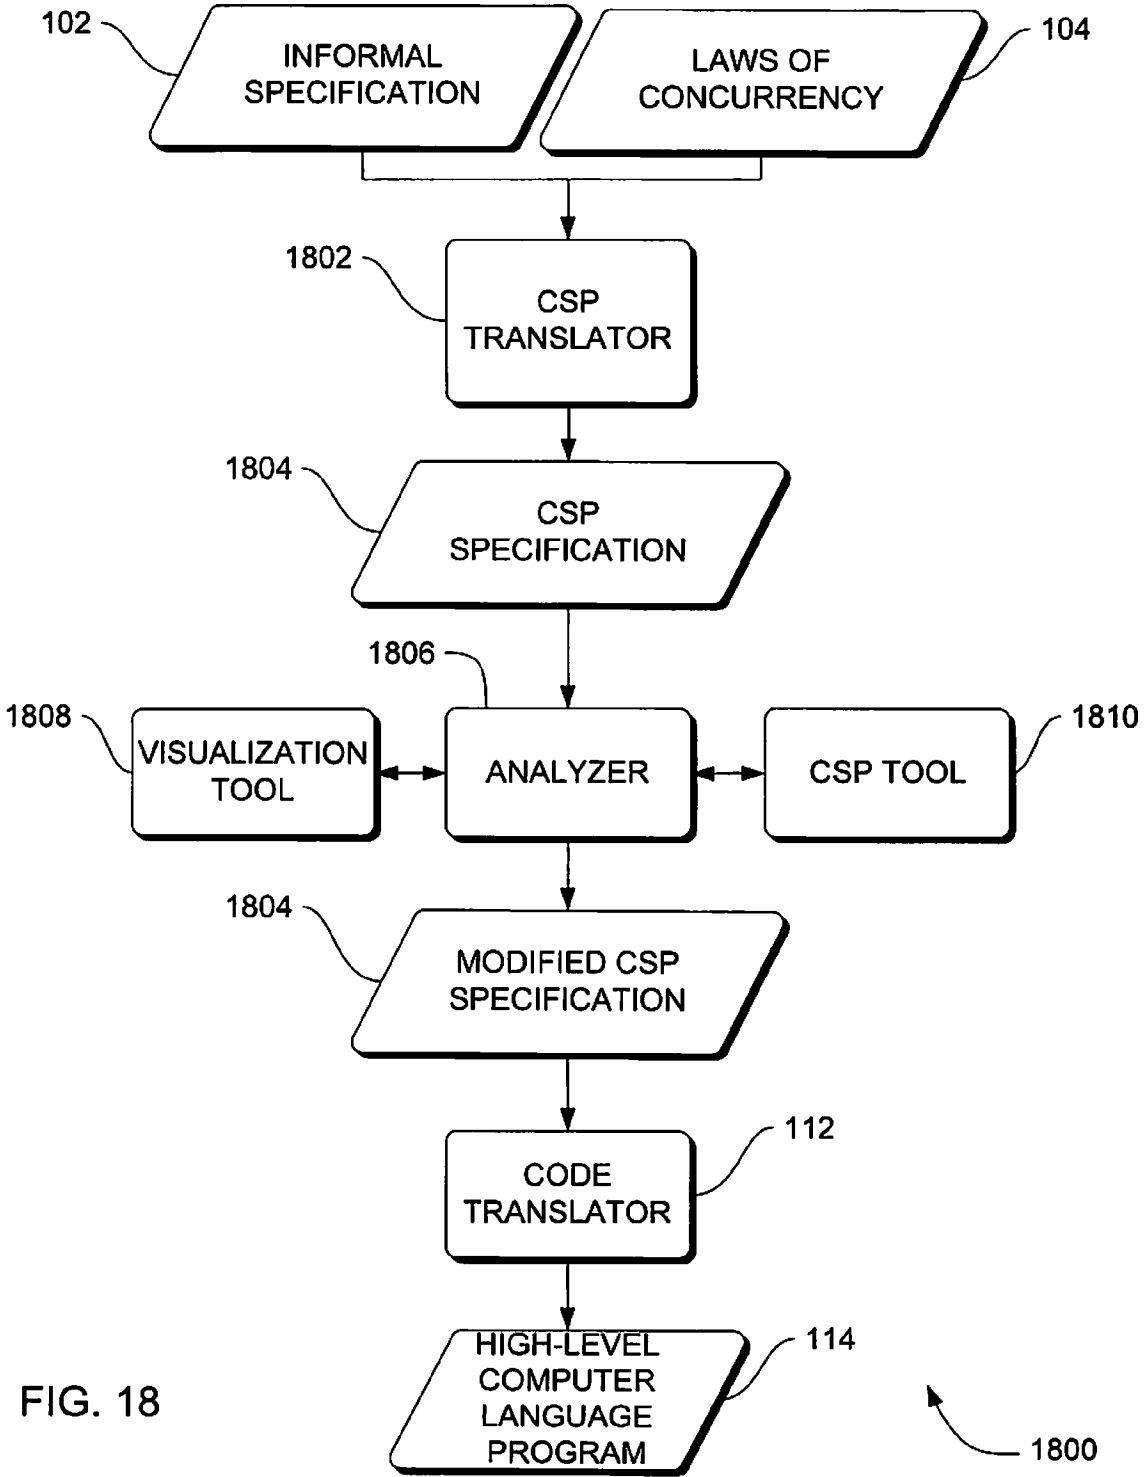 102
INFORMAL
SPECIFICATION
LAWS OF
CONCURRENCY
104
1802
CSP
TRANSLATOR
1804
CSP
SPECIFICATION
1806
1808
VISUALIZATION
TOOL
ANALYZER
CSP TOOL
1810
1804
MODIFIED CSP
SPECIFICATION
112
CODE
TRANSLATOR
114
HIGH-LEVEL
COMPUTER
LANGUAGE
PROGRAM
FIG. 18
1800